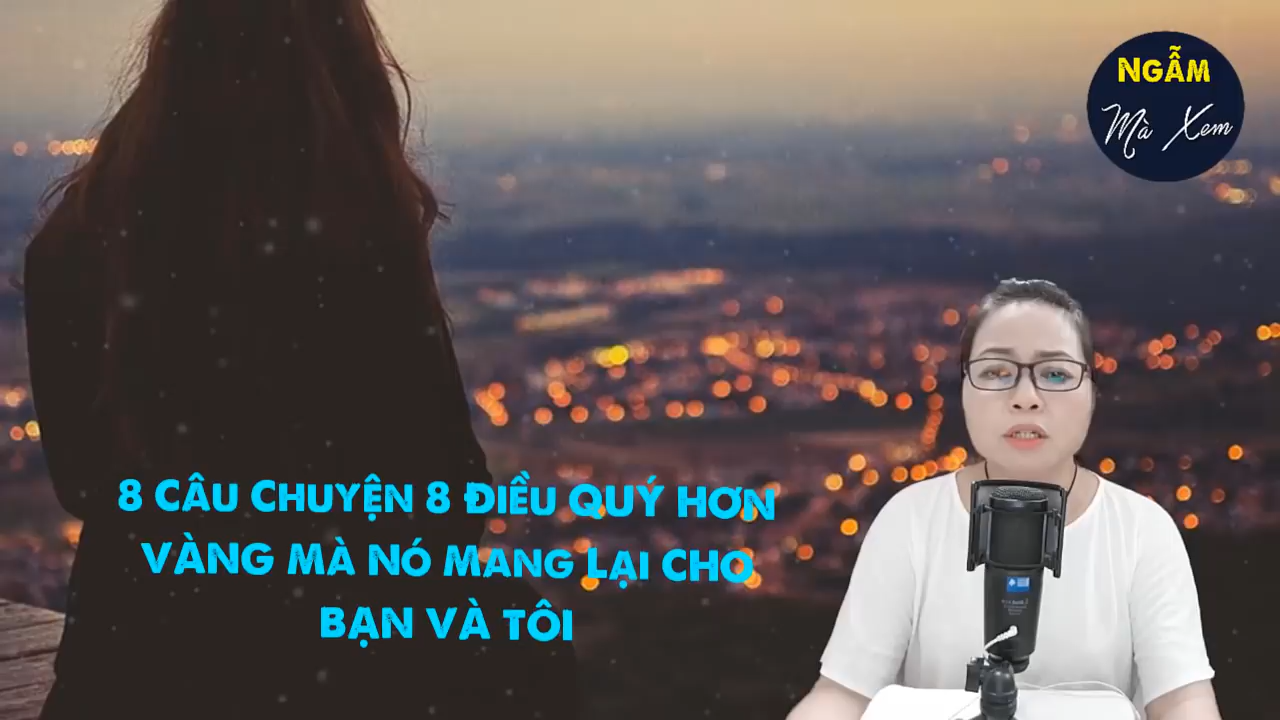 NGẪM
Mà Xem
8 CÂU CHUYỆN 8 ĐIỀU QUÝ HƠN
VÀNG MÀ NÓ MANG LẠI CHO
BẠN VÀ TÔI